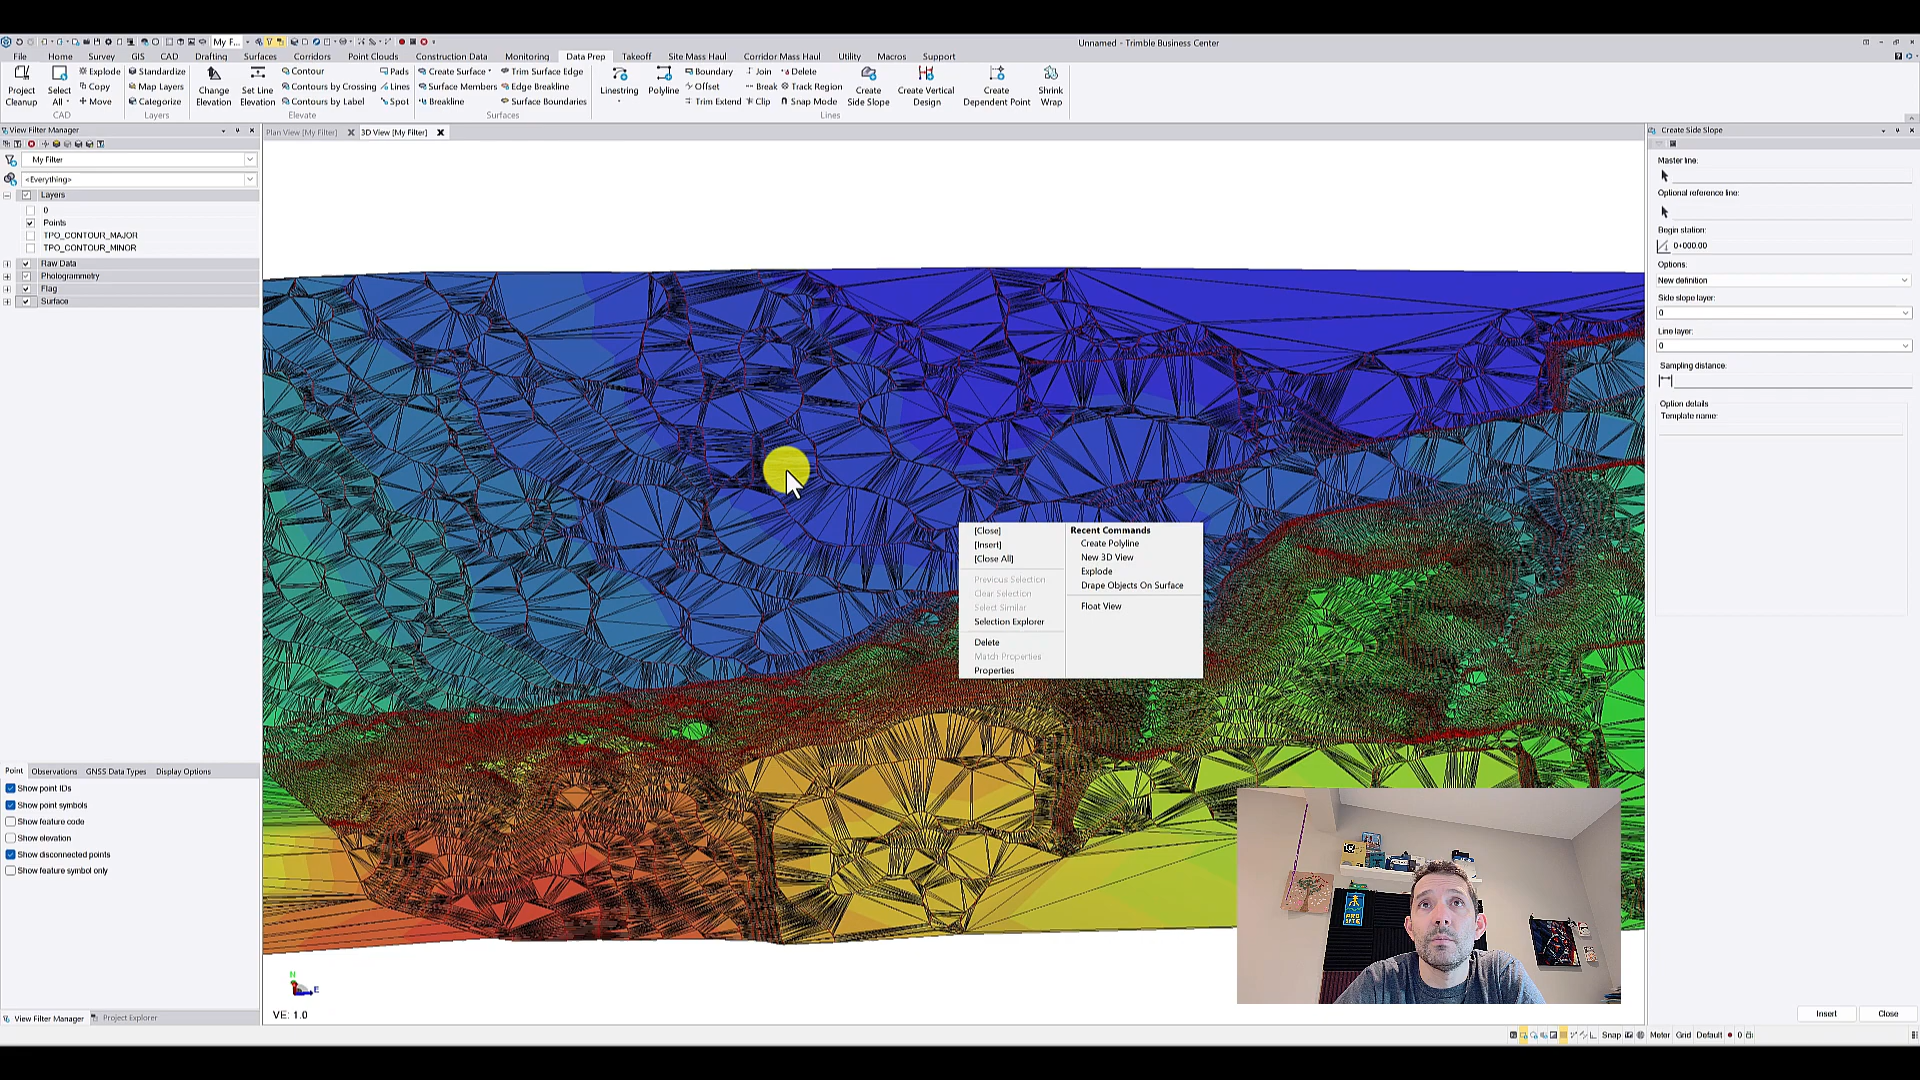 My F...
Unnamed - Trimble Business Center
File Home Survey GIS CAD Drafting Surfaces Corridors Point Clouds Construction Data Monitoring Data Prep Takeoff Site Mass Haul Corridor Mass Haul Utility Macros Support
Project Cleanup
Select All
Explode
Copy
Move
CAD
Standardize
Map Layers
Categorize
Layers
Change Elevation
Set Line Elevation
Contour
Contours by Crossing
Contours by Label
Pads
Lines
Spot
Elevate
Create Surface
Surface Members
Breakline
Trim Surface Edge
Edge Breakline
Surface Boundaries
Surfaces
Linestring
Polyline
Boundary
Offset
Trim Extend
Join
Break
Clip
Delete
Track Region
Snap Mode
Create Side Slope
Create Vertical Design
Create Dependent Point
Shrink Wrap
Lines
View Filter Manager
My Filter
<Everything>
Layers
0
Points
TPO_CONTOUR_MAJOR
TPO_CONTOUR_MINOR
Raw Data
Photogrammetry
Flag
Surface
Point Observations GNSS Data Types Display Options
Show point IDs
Show point symbols
Show feature code
Show elevation
Show disconnected points
Show feature symbol only
View Filter Manager Project Explorer
Plan View [My Filter] 3D View [My Filter]
[Close]
[Insert]
[Close All]
Previous Selection
Clear Selection
Select Similar
Selection Explorer
Delete
Match Properties
Properties
Recent Commands
Create Polyline
New 3D View
Explode
Drape Objects On Surface
Float View
N
E
VE: 1.0
Create Side Slope
Master line:
Optional reference line:
Begin station:
0+000.00
Options:
New definition
Side slope layer:
0
Line layer:
0
Sampling distance:
Option details
Template name:
Insert Close
Snap Meter Grid Default 0